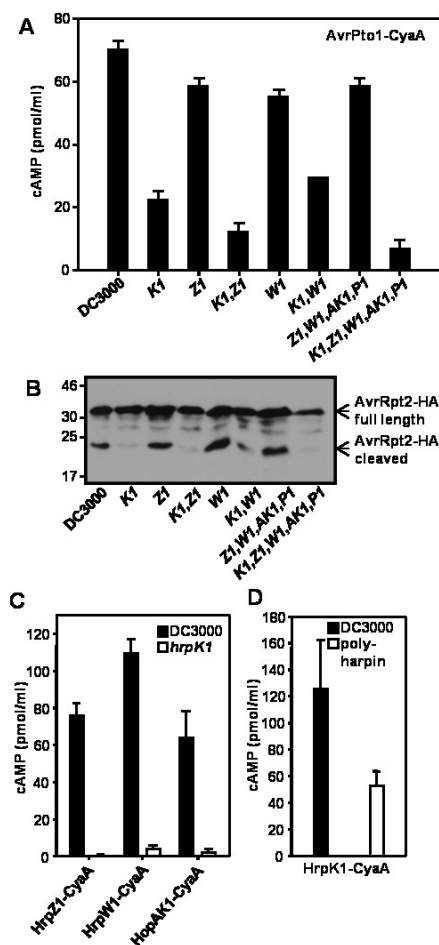 A
AvrPto1-CyaA
cAMP (pmol/ml)
80
60
40
20
0
DC3000
K1
Z1
K1,Z1
W1
K1,W1
Z1,W1,AK1,P1
K1,Z1,W1,AK1,P1
B
46
30
25
17
AvrRpt2-HA
full length
AvrRpt2-HA
cleaved
DC3000
K1
Z1
K1,Z1
W1
K1,W1
Z1,W1,AK1,P1
K1,Z1,W1,AK1,P1
C
DC3000
hrpK1
cAMP (pmol/ml)
120
100
80
60
40
20
0
HrpZ1-CyaA
HrpW1-CyaA
HopAK1-CyaA
D
DC3000
poly-
harpin
cAMP (pmol/ml)
180
160
140
120
100
80
60
40
20
0
HrpK1-CyaA